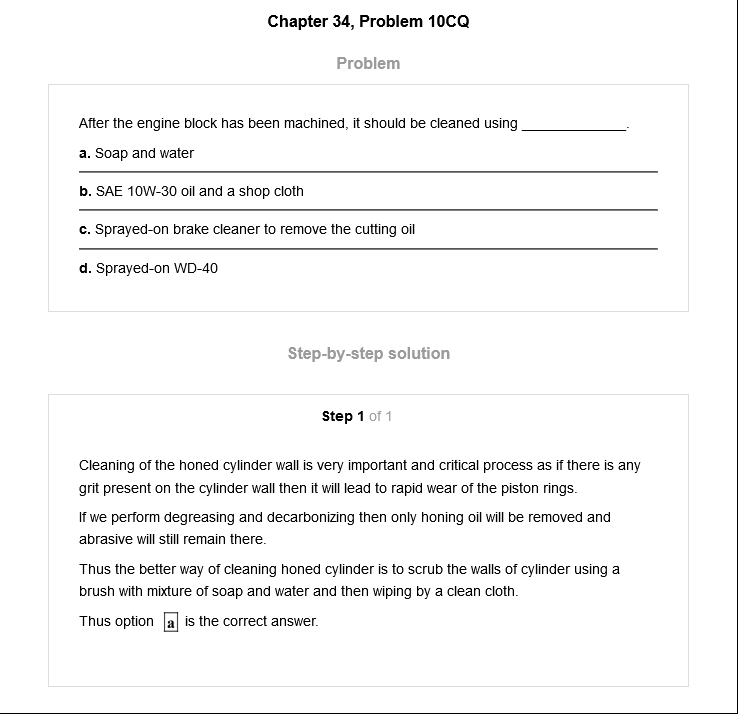 Chapter 34, Problem 10CQ
Problem
After the engine block has been machined, it should be cleaned using _____________.
a. Soap and water
b. SAE 10W-30 oil and a shop cloth
c. Sprayed-on brake cleaner to remove the cutting oil
d. Sprayed-on WD-40
Step-by-step solution
Step 1 of 1
Cleaning of the honed cylinder wall is very important and critical process as if there is any
grit present on the cylinder wall then it will lead to rapid wear of the piston rings.
If we perform degreasing and decarbonizing then only honing oil will be removed and
abrasive will still remain there.
Thus the better way of cleaning honed cylinder is to scrub the walls of cylinder using a
brush with mixture of soap and water and then wiping by a clean cloth.
Thus option a is the correct answer.